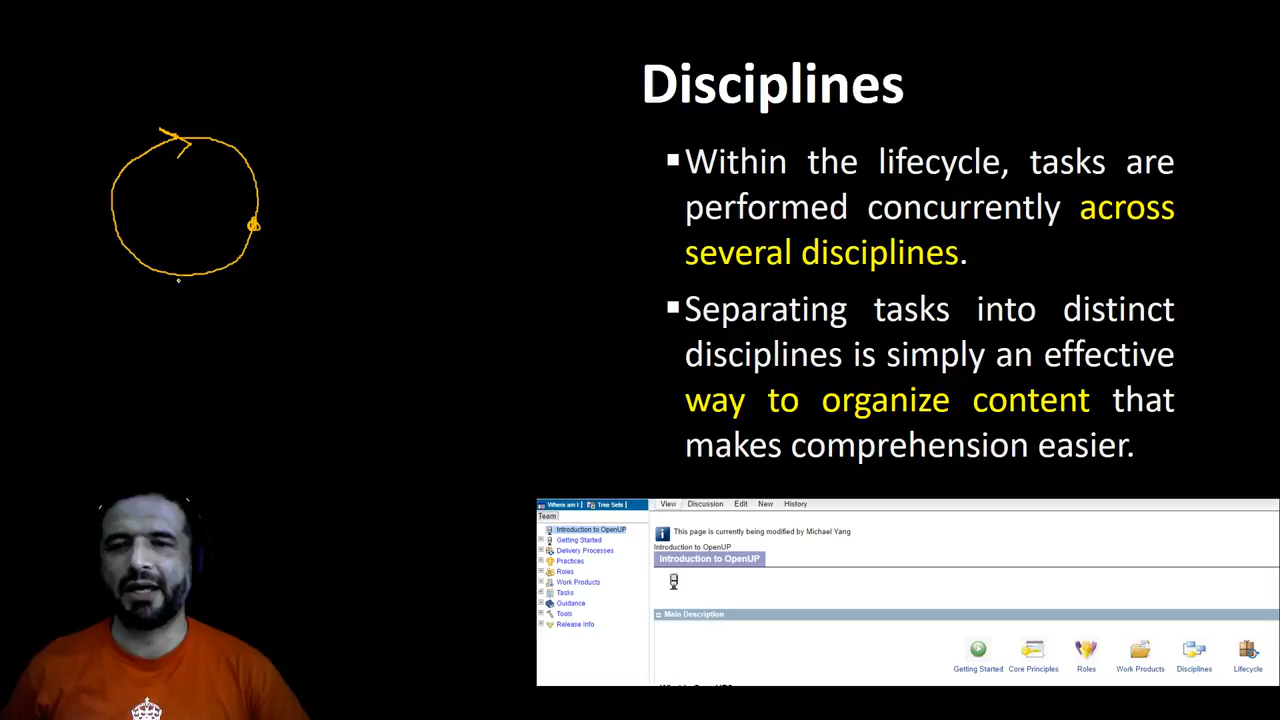 Disciplines
▪Within the lifecycle, tasks are
performed concurrently across
several disciplines.
▪Separating tasks into distinct
disciplines is simply an effective
way to organize content that
makes comprehension easier.
Where am I | Tree Sets |
Team
Introduction to OpenUP
Getting Started
Delivery Processes
Practices
Roles
Work Products
Tasks
Guidance
Tools
Release Info
View Discussion Edit New History
This page is currently being modified by Michael Yang
Introduction to OpenUP
Introduction to OpenUP
Main Description
Getting Started Core Principles Roles Work Products Disciplines Lifecycle